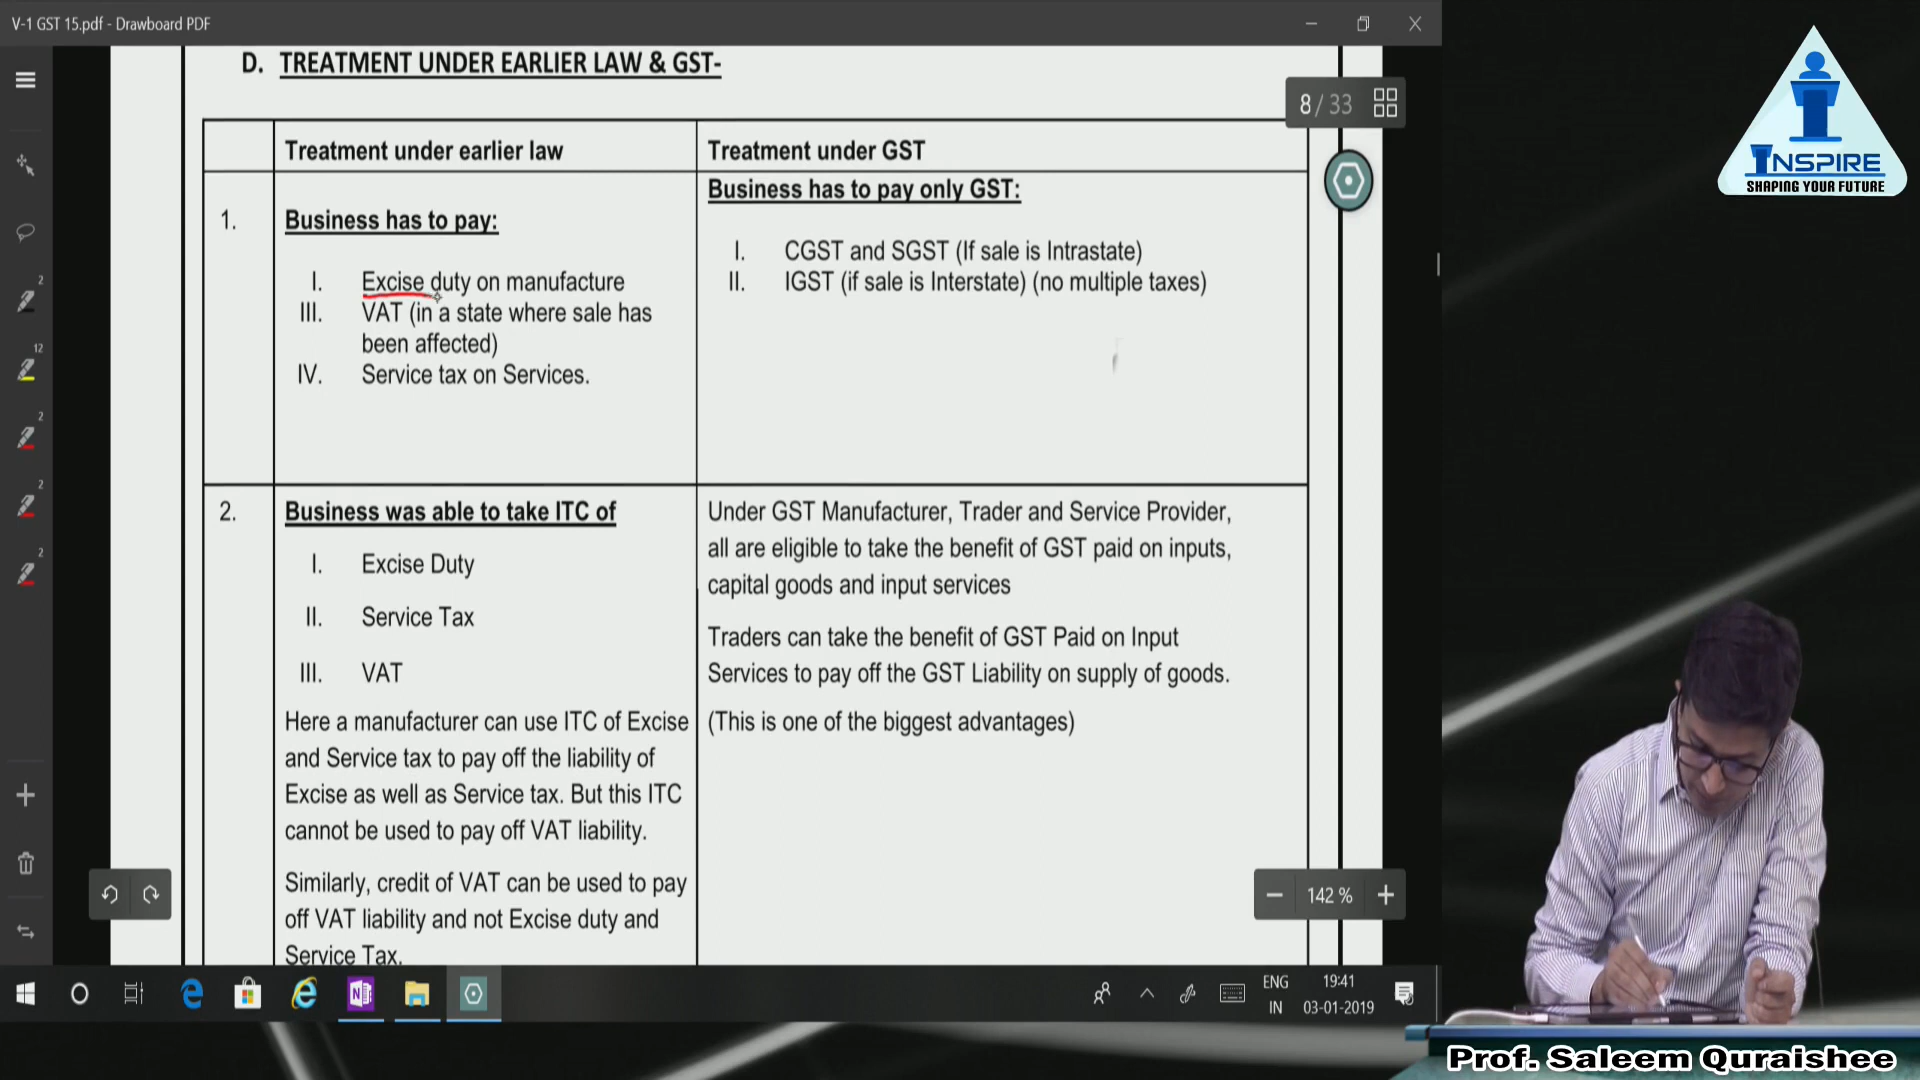 V-1 GST 15.pdf - Drawboard PDF
D. TREATMENT UNDER EARLIER LAW & GST-
8 / 33
INSPIRE
SHAPING YOUR FUTURE
Treatment under earlier law
Treatment under GST
1.
Business has to pay:
I. Excise duty on manufacture
III. VAT (in a state where sale has
been affected)
IV. Service tax on Services.
Business has to pay only GST:
I. CGST and SGST (If sale is Intrastate)
II. IGST (if sale is Interstate) (no multiple taxes)
2.
Business was able to take ITC of
I. Excise Duty
II. Service Tax
III. VAT
Here a manufacturer can use ITC of Excise
and Service tax to pay off the liability of
Excise as well as Service tax. But this ITC
cannot be used to pay off VAT liability.
Similarly, credit of VAT can be used to pay
off VAT liability and not Excise duty and
Service Tax.
Under GST Manufacturer, Trader and Service Provider,
all are eligible to take the benefit of GST paid on inputs,
capital goods and input services
Traders can take the benefit of GST Paid on Input
Services to pay off the GST Liability on supply of goods.
(This is one of the biggest advantages)
2
12
2
2
2
142 %
ENG
IN
19:41
03-01-2019
Prof. Saleem Quraishee